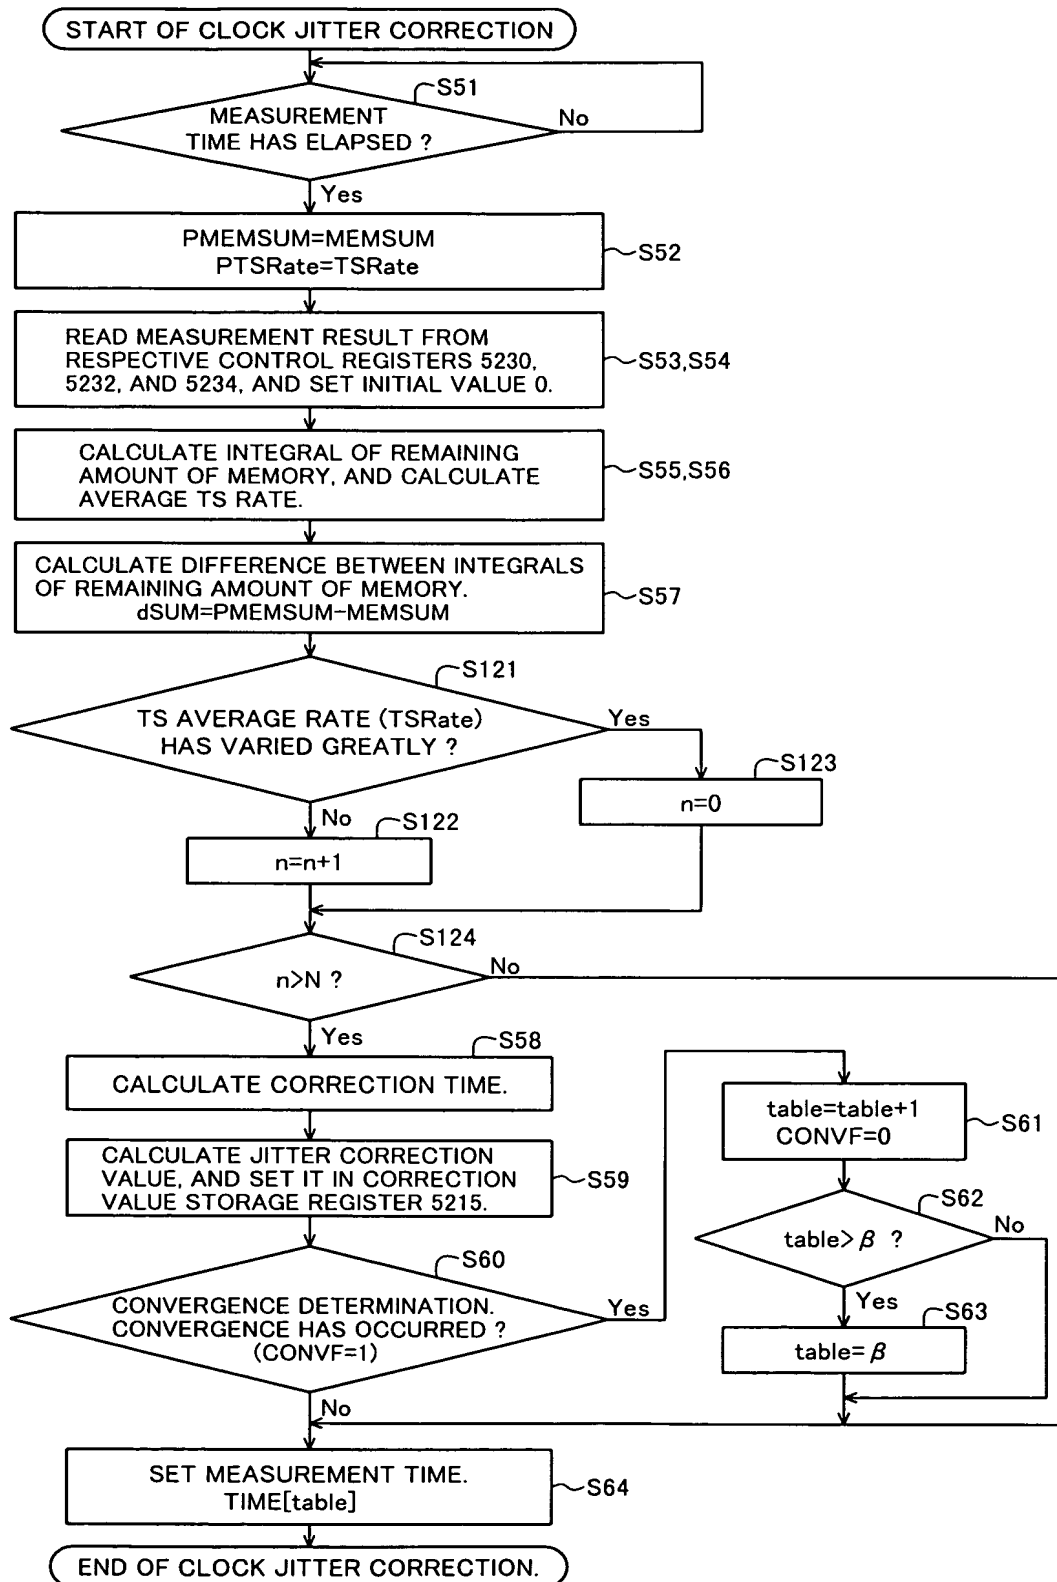 START OF CLOCK JITTER CORRECTION
S51
MEASUREMENT
TIME HAS ELAPSED ?
No
Yes
PMEMSUM=MEMSUM
PTSRate=TSRate
S52
READ MEASUREMENT RESULT FROM
RESPECTIVE CONTROL REGISTERS 5230,
5232, AND 5234, AND SET INITIAL VALUE 0.
S53,S54
CALCULATE INTEGRAL OF REMAINING
AMOUNT OF MEMORY, AND CALCULATE
AVERAGE TS RATE.
S55,S56
CALCULATE DIFFERENCE BETWEEN INTEGRALS
OF REMAINING AMOUNT OF MEMORY.
dSUM=PMEMSUM-MEMSUM
S57
S121
TS AVERAGE RATE (TSRate)
HAS VARIED GREATLY ?
Yes
S123
n=0
No
S122
n=n+1
S124
n>N ?
No
Yes
S58
CALCULATE CORRECTION TIME.
table=table+1
CONVF=0
S61
CALCULATE JITTER CORRECTION
VALUE, AND SET IT IN CORRECTION
VALUE STORAGE REGISTER 5215.
S59
S62
table>β ?
No
Yes
S60
CONVERGENCE DETERMINATION.
CONVERGENCE HAS OCCURRED ?
(CONVF=1)
Yes
S63
table=β
No
SET MEASUREMENT TIME.
TIME[table]
S64
END OF CLOCK JITTER CORRECTION.